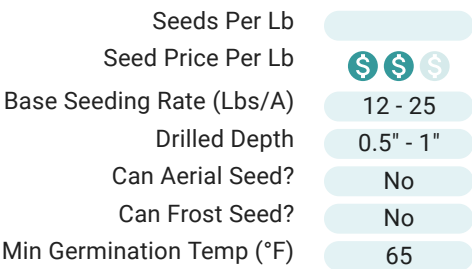 Seeds Per Lb
Seed Price Per Lb $ $ $
Base Seeding Rate (Lbs/A) 12 - 25
Drilled Depth 0.5" - 1"
Can Aerial Seed? No
Can Frost Seed? No
Min Germination Temp (°F) 65